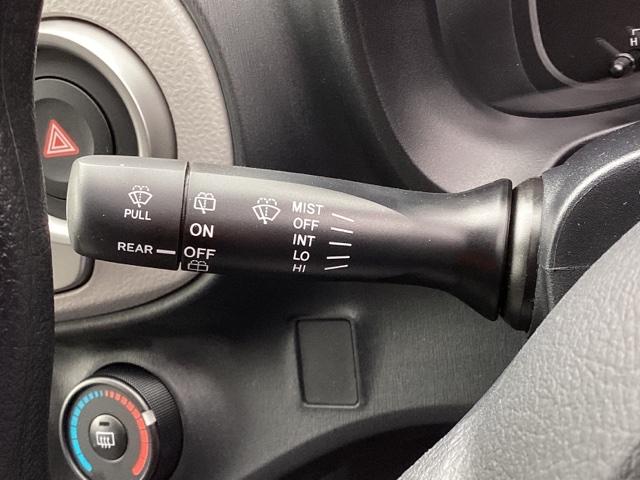 PULL
REAR
ON
OFF
MIST
OFF
INT
LO
HI
H